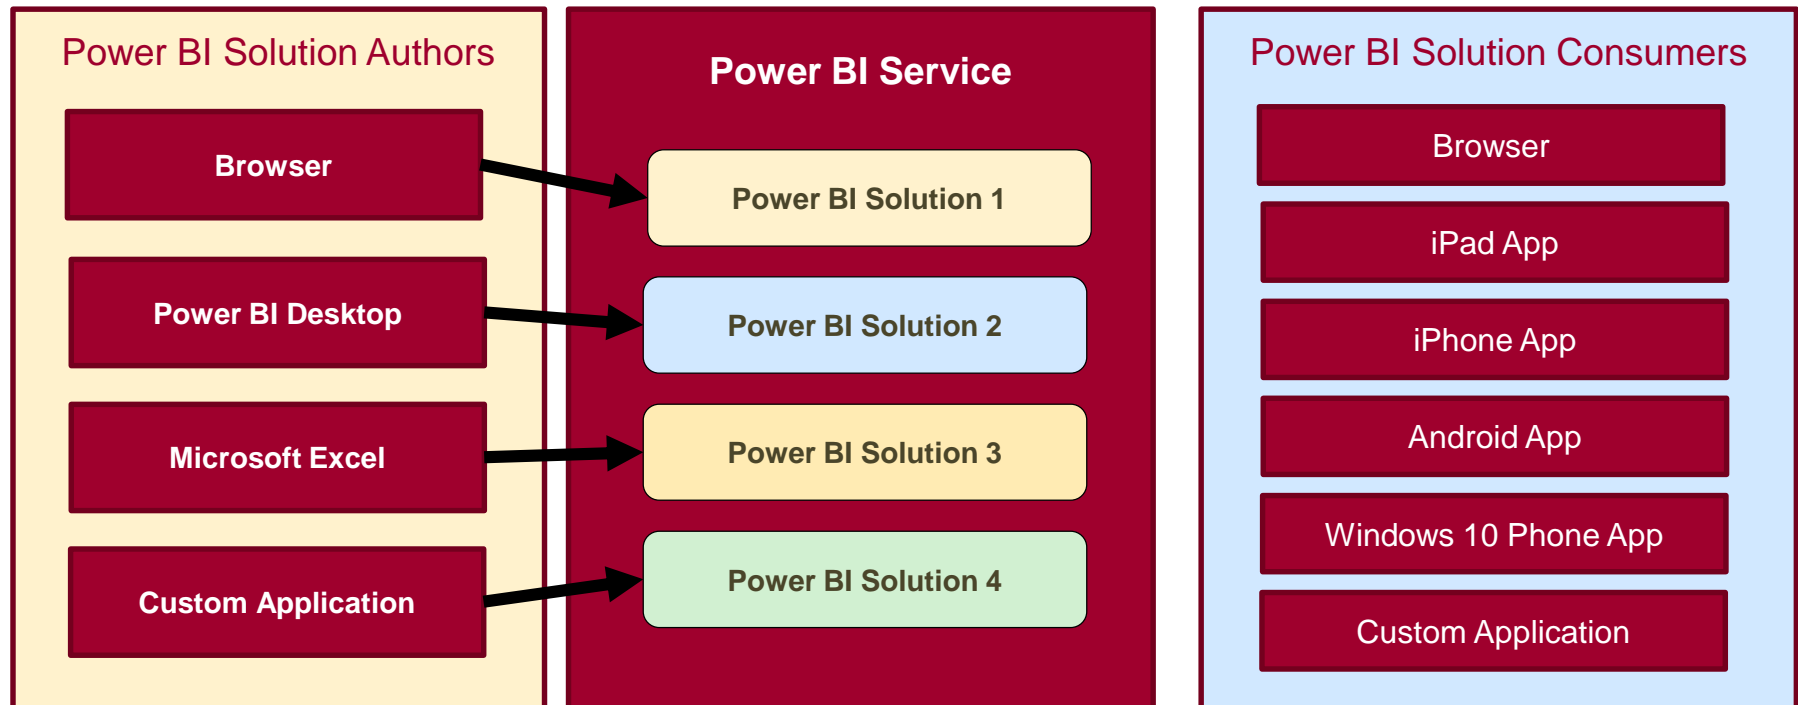 Power BI Solution Authors
Browser
Power BI Desktop
Microsoft Excel
Custom Application
Power BI Service
Power BI Solution 1
Power BI Solution 2
Power BI Solution 3
Power BI Solution 4
Power BI Solution Consumers
Browser
iPad App
iPhone App
Android App
Windows 10 Phone App
Custom Application